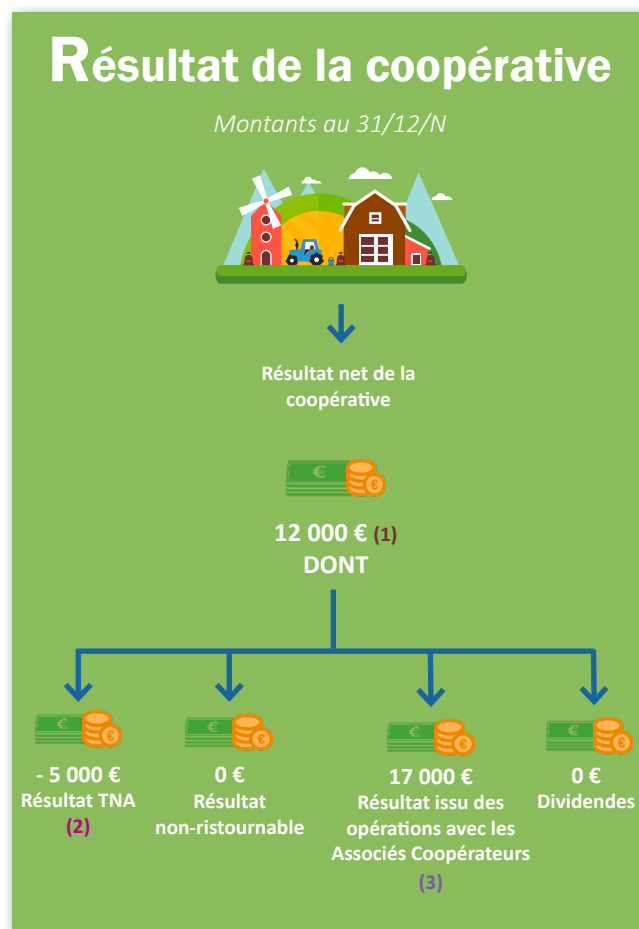 Résultat de la coopérative
Montants au 31/12/N
Résultat net de la
coopérative
€ €
12 000 € (1)
DONT
€ €
- 5 000 €
Résultat TNA
(2)
€ €
0 €
Résultat
non-ristournable
€ €
17 000 €
Résultat issu des
opérations avec les
Associés Coopérateurs
(3)
€ €
0 €
Dividendes